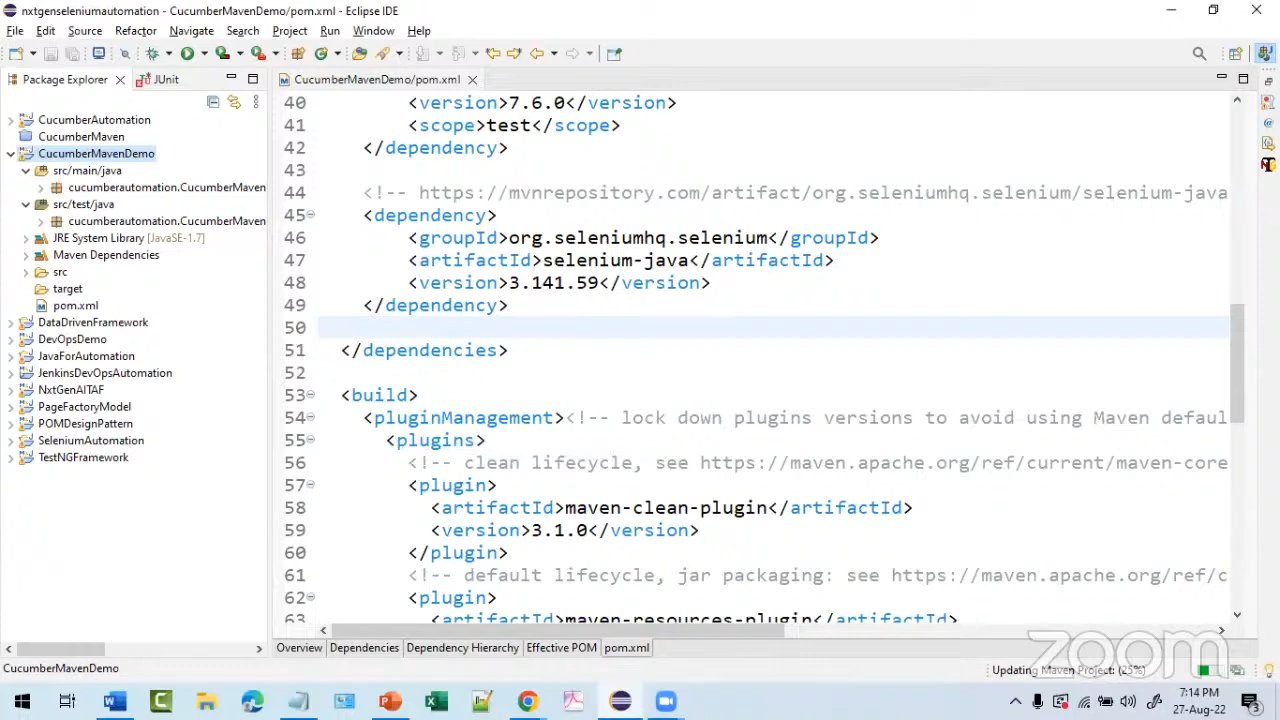 nxtgenseleniumautomation - CucumberMavenDemo/pom.xml - Eclipse IDE
File Edit Source Refactor Navigate Search Project Run Window Help
Package Explorer JUnit
CucumberMavenDemo/pom.xml
CucumberAutomation
CucumberMaven
CucumberMavenDemo
src/main/java
cucumberautomation.CucumberMaven
src/test/java
cucumberautomation.CucumberMaven
JRE System Library [JavaSE-1.7]
Maven Dependencies
src
target
pom.xml
DataDrivenFramework
DevOpsDemo
JavaForAutomation
JenkinsDevOpsAutomation
NxtGenAITAF
PageFactoryModel
POMDesignPattern
SeleniumAutomation
TestNGFramework
40 <version>7.6.0</version>
41 <scope>test</scope>
42 </dependency>
43
44 <!-- https://mvnrepository.com/artifact/org.seleniumhq.selenium/selenium-java
45 <dependency>
46 <groupId>org.seleniumhq.selenium</groupId>
47 <artifactId>selenium-java</artifactId>
48 <version>3.141.59</version>
49 </dependency>
50
51 </dependencies>
52
53 <build>
54 <pluginManagement><!-- lock down plugins versions to avoid using Maven defaul
55 <plugins>
56 <!-- clean lifecycle, see https://maven.apache.org/ref/current/maven-core
57 <plugin>
58 <artifactId>maven-clean-plugin</artifactId>
59 <version>3.1.0</version>
60 </plugin>
61 <!-- default lifecycle, jar packaging: see https://maven.apache.org/ref/c
62 <plugin>
63 <artifactId>maven-resources-plugin</artifactId>
Overview Dependencies Dependency Hierarchy Effective POM pom.xml
CucumberMavenDemo
Updating Maven Project: (25%)
zoom
7:14 PM
27-Aug-22
3